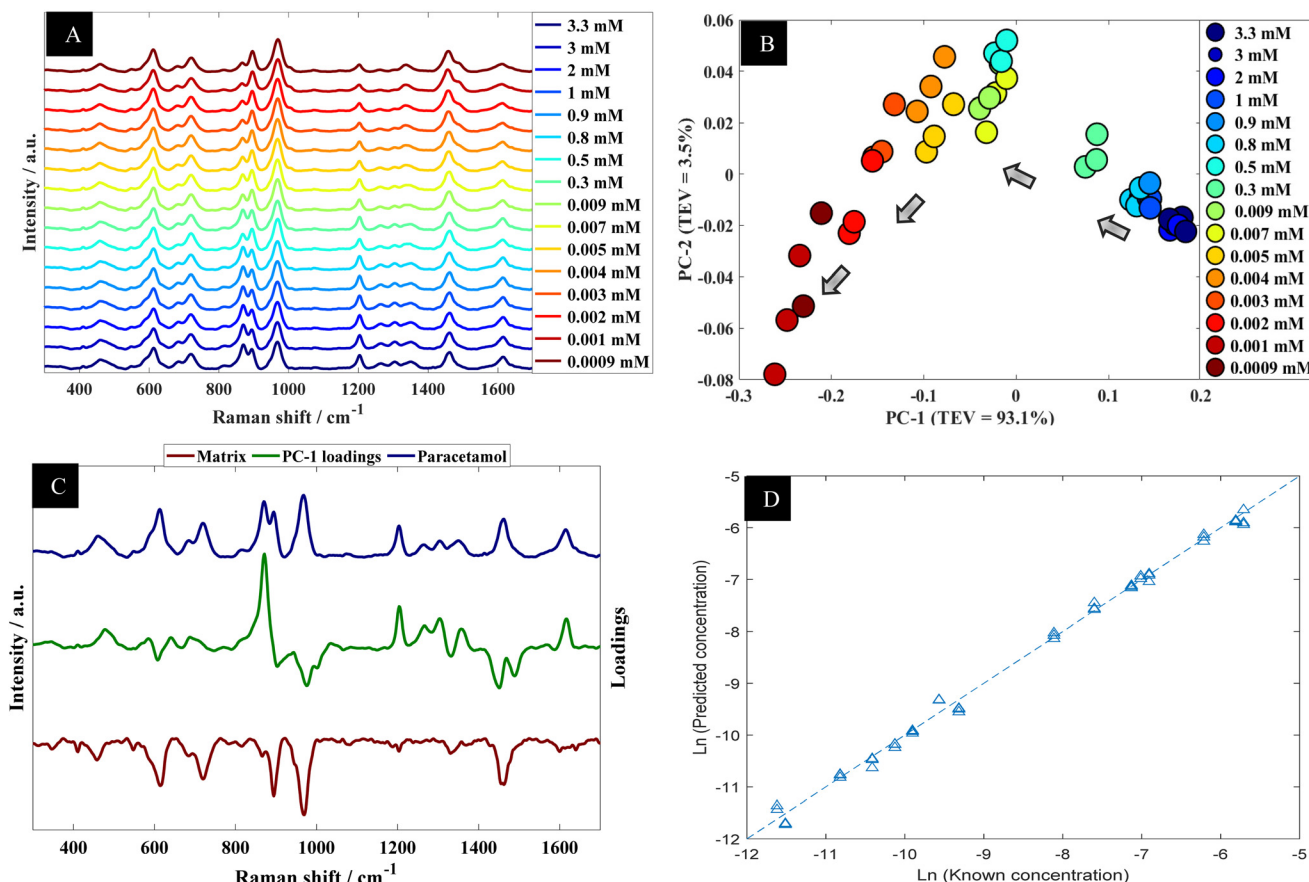 A
Intensity / a.u.
400
600
800
1000
1200
1400
1600
Raman shift / cm-1
3.3 mM
3 mM
2 mM
1 mM
0.9 mM
0.8 mM
0.5 mM
0.3 mM
0.009 mM
0.007 mM
0.005 mM
0.004 mM
0.003 mM
0.002 mM
0.001 mM
0.0009 mM
B
PC-2 (TEV = 3.5%)
0.06
0.04
0.02
0
-0.02
-0.04
-0.06
-0.08
-0.3
-0.2
-0.1
0
0.1
0.2
PC-1 (TEV = 93.1%)
3.3 mM
3 mM
2 mM
1 mM
0.9 mM
0.8 mM
0.5 mM
0.3 mM
0.009 mM
0.007 mM
0.005 mM
0.004 mM
0.003 mM
0.002 mM
0.001 mM
0.0009 mM
Matrix
PC-1 loadings
Paracetamol
C
Intensity / a.u.
Loadings
400
600
800
1000
1200
1400
1600
Raman shift / cm-1
D
Ln (Predicted concentration)
-5
-6
-7
-8
-9
-10
-11
-12
-12
-11
-10
-9
-8
-7
-6
-5
Ln (Known concentration)